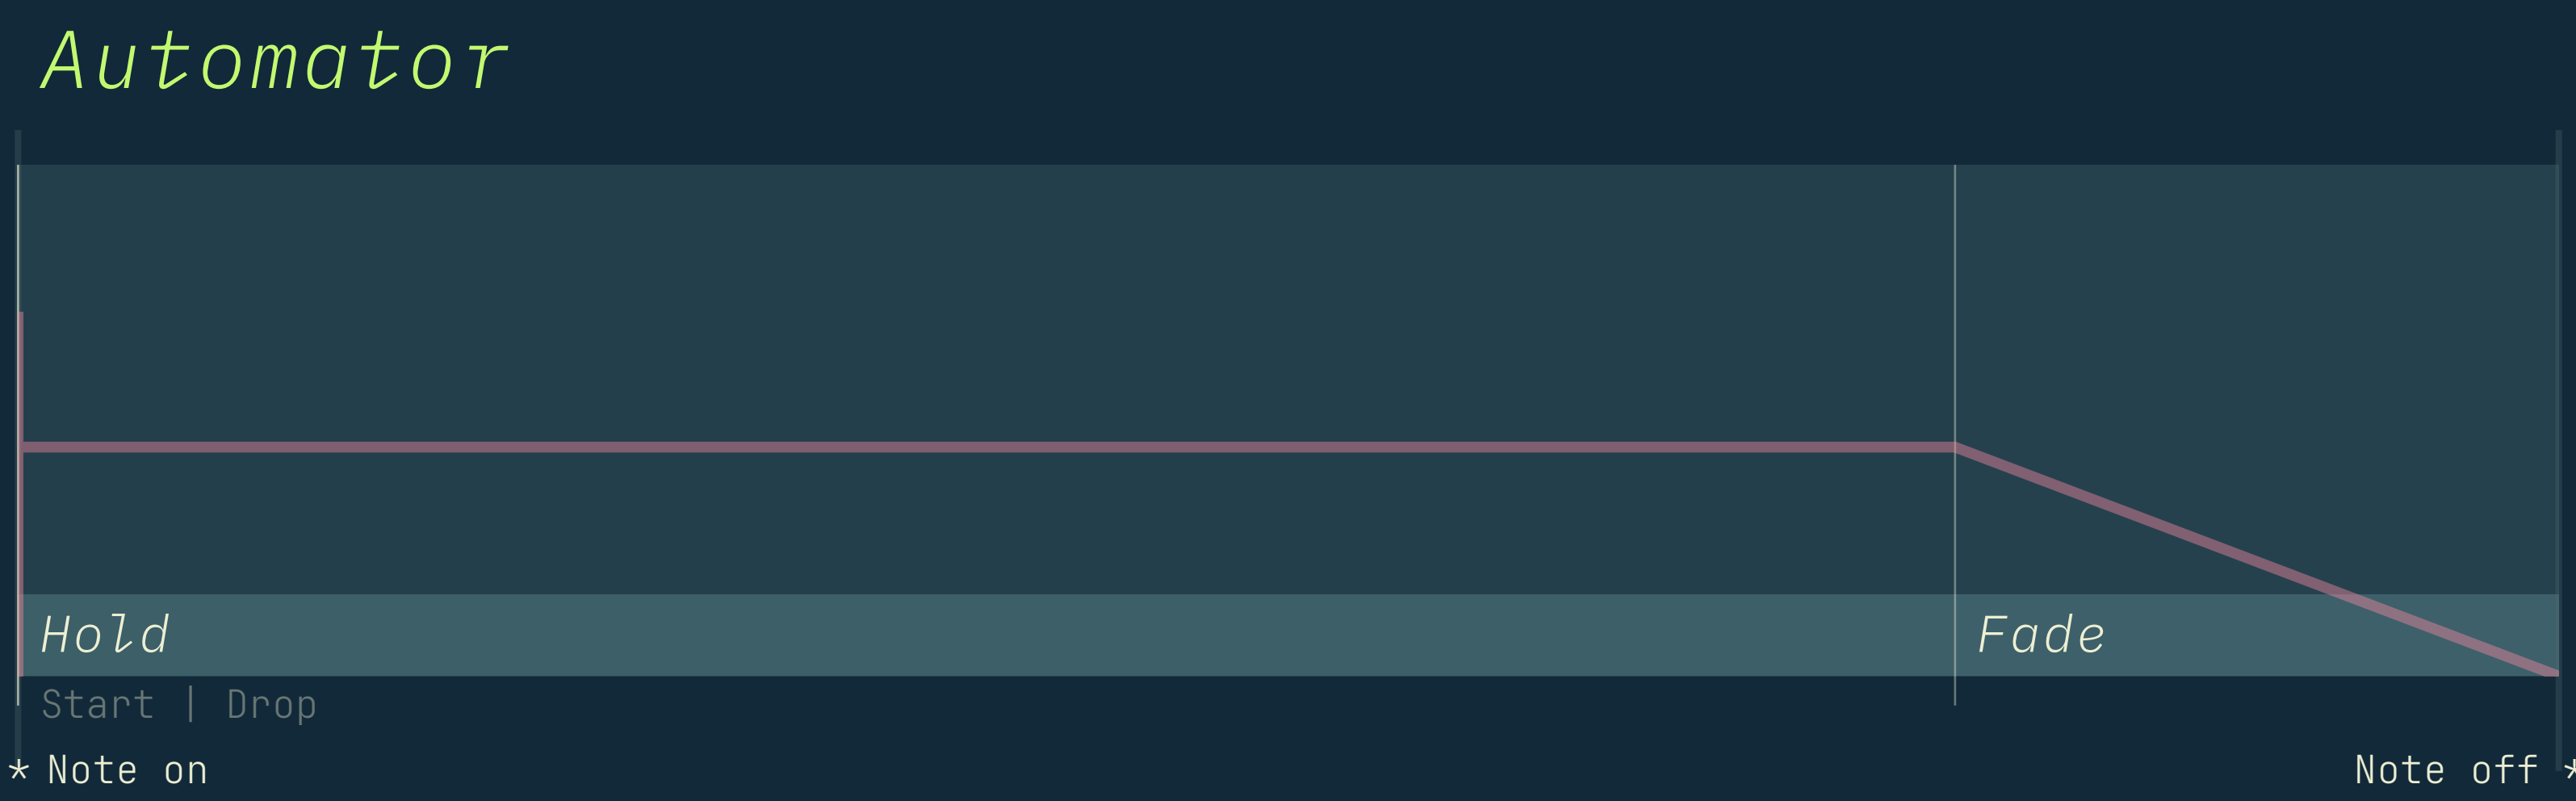 Automator
Hold
Fade
Start | Drop
* Note on
Note off *